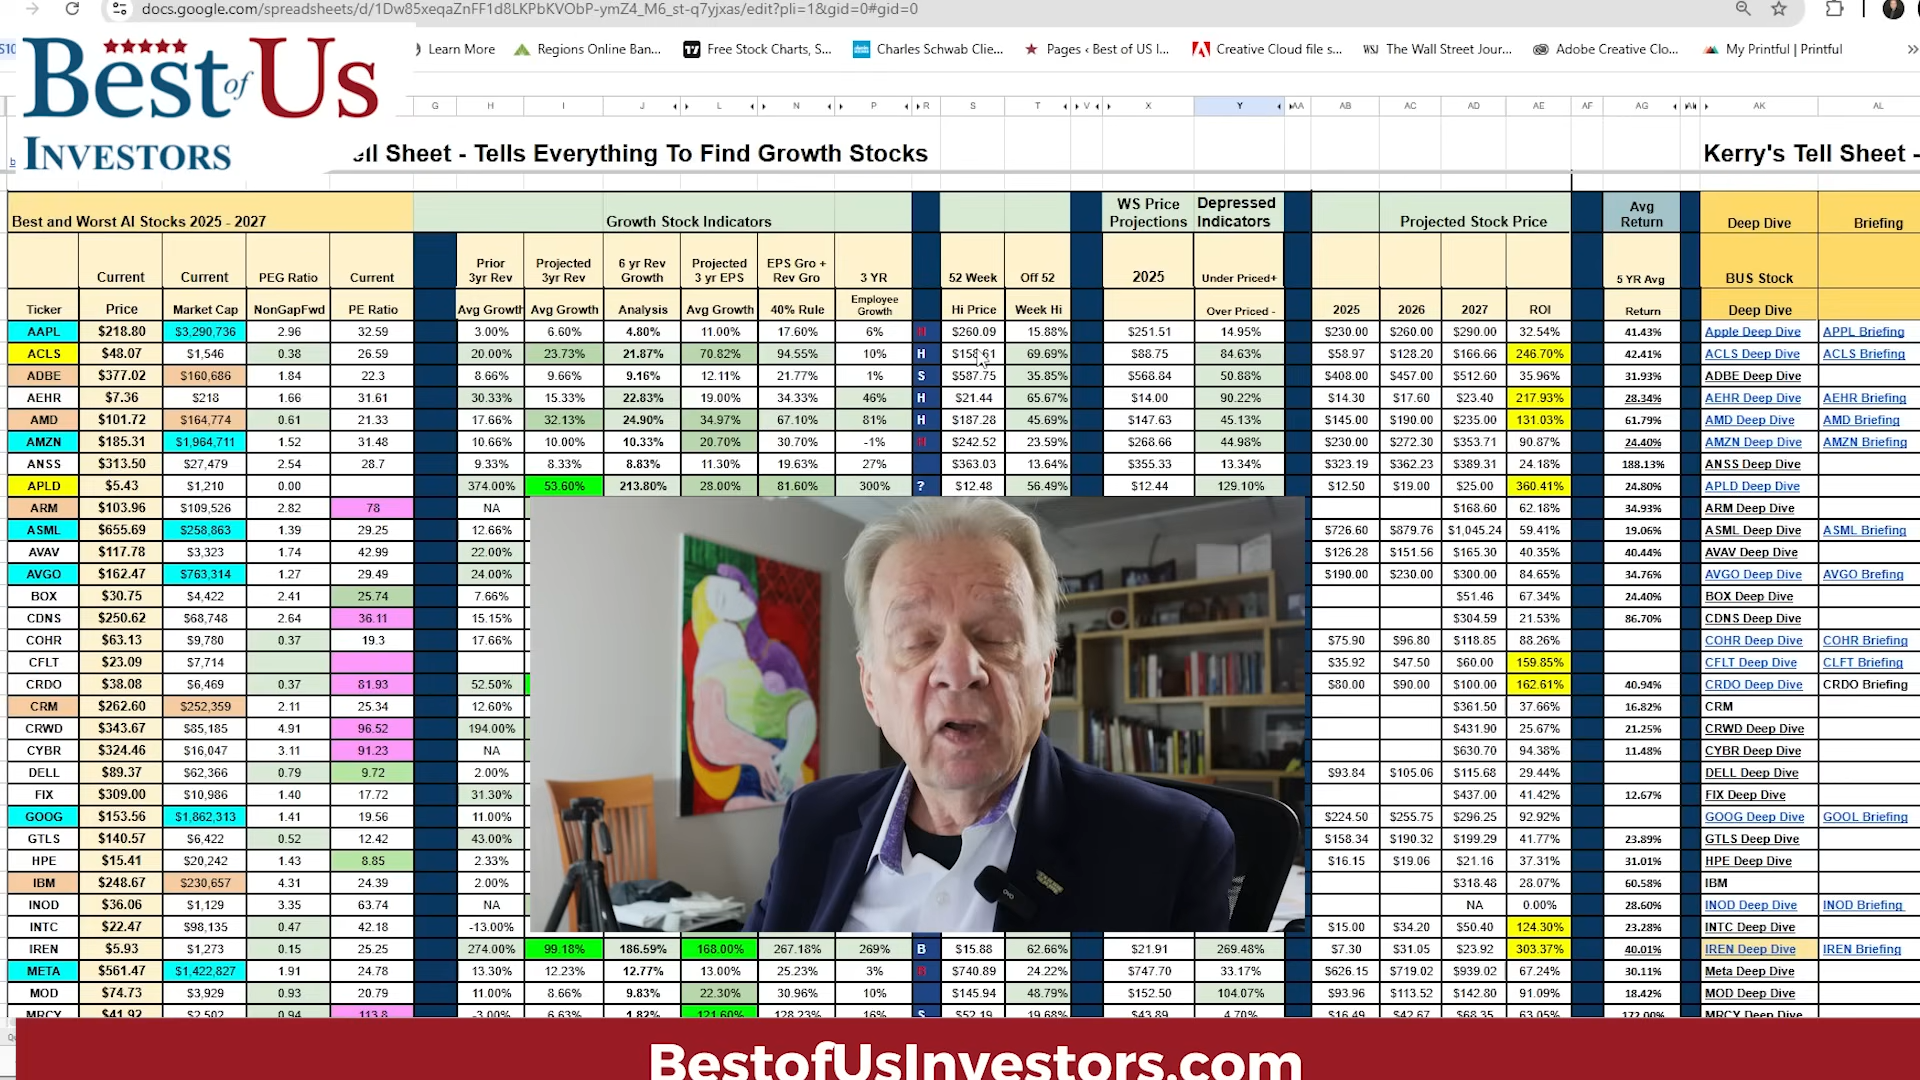 docs.google.com/spreadsheets/d/1Dw85xeqaZnFF1d8LKPbKVObP-ymZ4_M6_st-q7yjxas/edit?pli=1&gid=0#gid=0
Learn More Regions Online Ban... Free Stock Charts, S... Charles Schwab Clie... Pages ‹ Best of US I... Creative Cloud file s... The Wall Street Jour... Adobe Creative Clo... My Printful | Printful
Best of Us
INVESTORS
G H I J L N P R S T V X Y AA AB AC AD AE AF AG AK AL
ell Sheet - Tells Everything To Find Growth Stocks Kerry's Tell Sheet -
Best and Worst AI Stocks 2025 - 2027 Growth Stock Indicators WS Price Projections Depressed Indicators Projected Stock Price Avg Return Deep Dive Briefing
Current Current PEG Ratio Current Prior 3yr Rev Projected 3yr Rev 6 yr Rev Growth Projected 3 yr EPS EPS Gro + Rev Gro 3 YR 52 Week Off 52 2025 Under Priced+ 5 YR Avg BUS Stock
Ticker Price Market Cap NonGapFwd PE Ratio Avg Growth Avg Growth Analysis Avg Growth 40% Rule Employee Growth Hi Price Week Hi Over Priced - 2025 2026 2027 ROI Return Deep Dive
AAPL $218.80 $3,290,736 2.96 32.59 3.00% 6.60% 4.80% 11.00% 17.60% 6% H $260.09 15.88% $251.51 14.95% $230.00 $260.00 $290.00 32.54% 41.43% Apple Deep Dive APPL Briefing
ACLS $48.07 $1,546 0.38 26.59 20.00% 23.73% 21.87% 70.82% 94.55% 10% H $158.61 69.69% $88.75 84.63% $58.97 $128.20 $166.66 246.70% 42.41% ACLS Deep Dive ACLS Briefing
ADBE $377.02 $160,686 1.84 22.3 8.66% 9.66% 9.16% 12.11% 21.77% 1% S $587.75 35.85% $568.84 50.88% $408.00 $457.00 $512.60 35.96% 31.93% ADBE Deep Dive
AEHR $7.36 $218 1.66 31.61 30.33% 15.33% 22.83% 19.00% 34.33% 46% H $21.44 65.67% $14.00 90.22% $14.30 $17.60 $23.40 217.93% 28.34% AEHR Deep Dive AEHR Briefing
AMD $101.72 $164,774 0.61 21.33 17.66% 32.13% 24.90% 34.97% 67.10% 81% H $187.28 45.69% $147.63 45.13% $145.00 $190.00 $235.00 131.03% 61.79% AMD Deep Dive AMD Briefing
AMZN $185.31 $1,964,711 1.52 31.48 10.66% 10.00% 10.33% 20.70% 30.70% -1% H $242.52 23.59% $268.66 44.98% $230.00 $272.30 $353.71 90.87% 24.40% AMZN Deep Dive AMZN Briefing
ANSS $313.50 $27,479 2.54 28.7 9.33% 8.33% 8.83% 11.30% 19.63% 27% $363.03 13.64% $355.33 13.34% $323.19 $362.23 $389.31 24.18% 188.13% ANSS Deep Dive
APLD $5.43 $1,210 0.00 374.00% 53.60% 213.80% 28.00% 81.60% 300% ? $12.48 56.49% $12.44 129.10% $12.50 $19.00 $25.00 360.41% 24.80% APLD Deep Dive
ARM $103.96 $109,526 2.82 78 NA $168.60 62.18% 34.93% ARM Deep Dive
ASML $655.69 $258,863 1.39 29.25 12.66% $726.60 $879.76 $1,045.24 59.41% 19.06% ASML Deep Dive ASML Briefing
AVAV $117.78 $3,323 1.74 42.99 22.00% $126.28 $151.56 $165.30 40.35% 40.44% AVAV Deep Dive
AVGO $162.47 $763,314 1.27 29.49 24.00% $190.00 $230.00 $300.00 84.65% 34.76% AVGO Deep Dive AVGO Brefing
BOX $30.75 $4,422 2.41 25.74 7.66% $51.46 67.34% 24.40% BOX Deep Dive
CDNS $250.62 $68,748 2.64 36.11 15.15% $304.59 21.53% 86.70% CDNS Deep Dive
COHR $63.13 $9,780 0.37 19.3 17.66% $75.90 $96.80 $118.85 88.26% COHR Deep Dive COHR Briefing
CFLT $23.09 $7,714 $35.92 $47.50 $60.00 159.85% CFLT Deep Dive CLFT Briefing
CRDO $38.08 $6,469 0.37 81.93 52.50% $80.00 $90.00 $100.00 162.61% 40.94% CRDO Deep Dive CRDO Briefing
CRM $262.60 $252,359 2.11 25.34 12.60% $361.50 37.66% 16.82% CRM
CRWD $343.67 $85,185 4.91 96.52 194.00% $431.90 25.67% 21.25% CRWD Deep Dive
CYBR $324.46 $16,047 3.11 91.23 NA $630.70 94.38% 11.48% CYBR Deep Dive
DELL $89.37 $62,366 0.79 9.72 2.00% $93.84 $105.06 $115.68 29.44% DELL Deep Dive
FIX $309.00 $10,986 1.40 17.72 31.30% $437.00 41.42% 12.67% FIX Deep Dive
GOOG $153.56 $1,862,313 1.41 19.56 11.00% $224.50 $255.75 $296.25 92.92% GOOG Deep Dive GOOL Briefing
GTLS $140.57 $6,422 0.52 12.42 43.00% $158.34 $190.32 $199.29 41.77% 23.89% GTLS Deep Dive
HPE $15.41 $20,242 1.43 8.85 2.33% $16.15 $19.06 $21.16 37.31% 31.01% HPE Deep Dive
IBM $248.67 $230,657 4.31 24.39 2.00% $318.48 28.07% 60.58% IBM
INOD $36.06 $1,129 3.35 63.74 NA NA 0.00% 28.60% INOD Deep Dive INOD Briefing
INTC $22.47 $98,135 0.47 42.18 -13.00% $15.00 $34.20 $50.40 124.30% 23.28% INTC Deep Dive
IREN $5.93 $1,273 0.15 25.25 274.00% 99.18% 186.59% 168.00% 267.18% 269% B $15.88 62.66% $21.91 269.48% $7.30 $31.05 $23.92 303.37% 40.01% IREN Deep Dive IREN Briefing
META $561.47 $1,422,827 1.91 24.78 13.30% 12.23% 12.77% 13.00% 25.23% 3% $740.89 24.22% $747.70 33.17% $626.15 $719.02 $939.02 67.24% 30.11% Meta Deep Dive
MOD $74.73 $3,929 0.93 20.79 11.00% 8.66% 9.83% 22.30% 30.96% 10% $145.94 48.79% $152.50 104.07% $93.96 $113.52 $142.80 91.09% 18.42% MOD Deep Dive
MRCY $41.92 $2,502 0.94 113.8 -3.00% 6.63% 1.82% 121.60% 128.23% 16% S $52.19 19.68% $43.89 4.70% $16.49 $42.67 $68.35 63.05% 172.00% MRCY Deep Dive
BestofUsInvestors.com